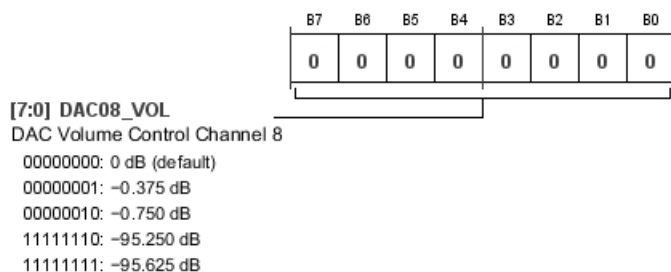 B7 B6 B5 B4 B3 B2 B1 B0
0 0 0 0 0 0 0 0
[7:0] DAC08_VOL
DAC Volume Control Channel 8
00000000: 0 dB (default)
00000001: −0.375 dB
00000010: −0.750 dB
11111110: −95.250 dB
11111111: −95.625 dB